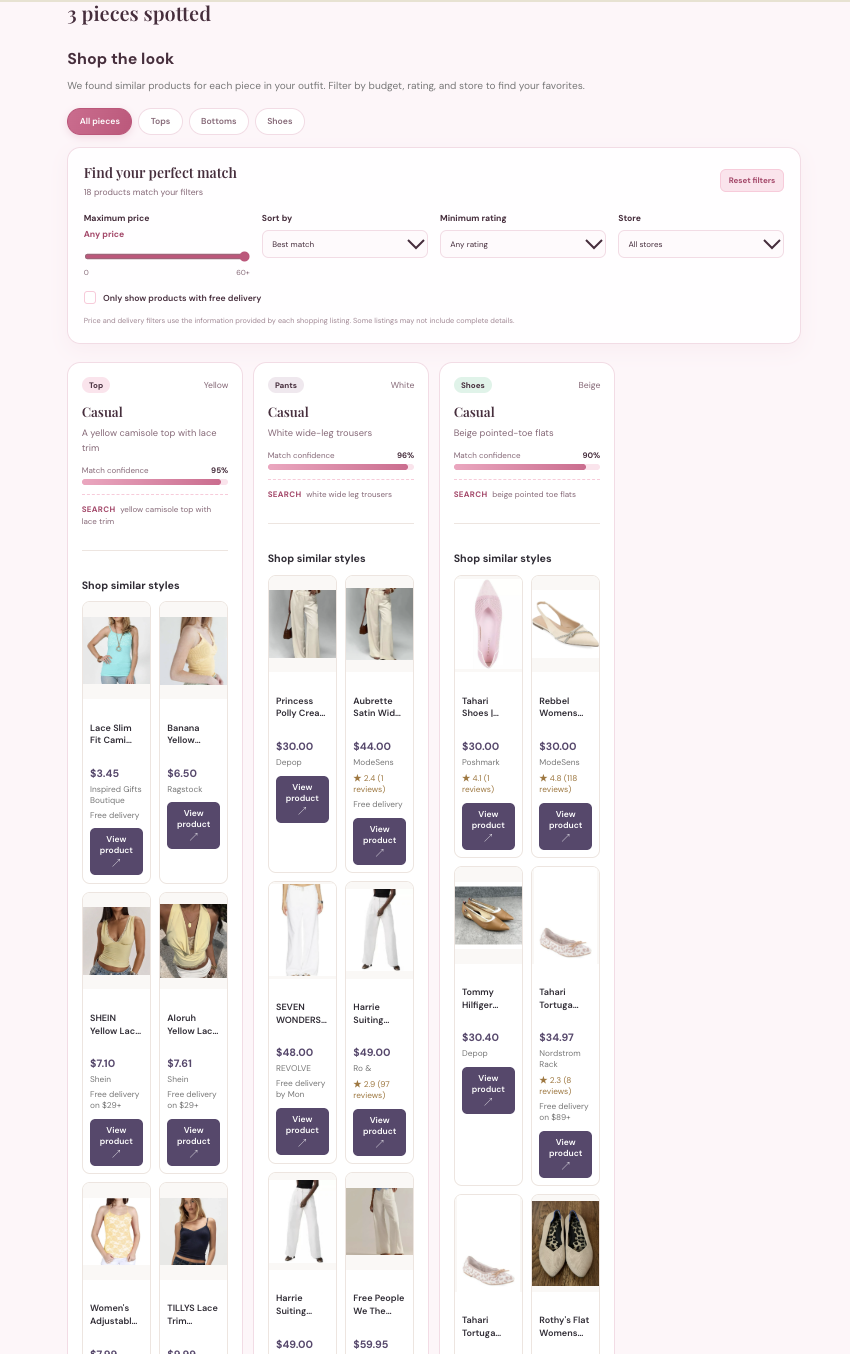 3 pieces spotted
Shop the look
We found similar products for each piece in your outfit. Filter by budget, rating, and store to find your favorites.
All pieces
Tops
Bottoms
Shoes
Find your perfect match
18 products match your filters
Reset filters
Maximum price
Any price
0
60+
Sort by
Best match
Minimum rating
Any rating
Store
All stores
Only show products with free delivery
Price and delivery filters use the information provided by each shopping listing. Some listings may not include complete details.
Top
Yellow
Casual
A yellow camisole top with lace
trim
Match confidence
95%
SEARCH yellow camisole top with
lace trim
Shop similar styles
Lace Slim
Fit Cami...
$3.45
Inspired Gifts
Boutique
Free delivery
View
product
↗
Banana
Yellow...
$6.50
Ragstock
View
product
↗
SHEIN
Yellow Lac...
$7.10
Shein
Free delivery
on $29+
View
product
↗
Aloruh
Yellow Lac...
$7.61
Shein
Free delivery
on $29+
View
product
↗
Women's
Adjustabl...
TILLYS Lace
Trim...
Pants
White
Casual
White wide-leg trousers
Match confidence
96%
SEARCH white wide leg trousers
Shop similar styles
Princess
Polly Crea...
$30.00
Depop
View
product
↗
Aubrette
Satin Wid...
$44.00
ModeSens
★ 2.4 (1
reviews)
Free delivery
View
product
↗
SEVEN
WONDERS...
$48.00
REVOLVE
Free delivery
by Mon
View
product
↗
Harrie
Suiting...
$49.00
Ro &
★ 2.9 (97
reviews)
View
product
↗
Harrie
Suiting...
$49.00
Free People
We The...
$59.95
Shoes
Beige
Casual
Beige pointed-toe flats
Match confidence
90%
SEARCH beige pointed toe flats
Shop similar styles
Tahari
Shoes |...
$30.00
Poshmark
★ 4.1 (1
reviews)
View
product
↗
Rebbel
Womens...
$30.00
ModeSens
★ 4.8 (118
reviews)
View
product
↗
Tommy
Hilfiger...
$30.40
Depop
View
product
↗
Tahari
Tortuga...
$34.97
Nordstrom
Rack
★ 2.3 (8
reviews)
Free delivery
on $89+
View
product
↗
Tahari
Tortuga...
Rothy's Flat
Womens...